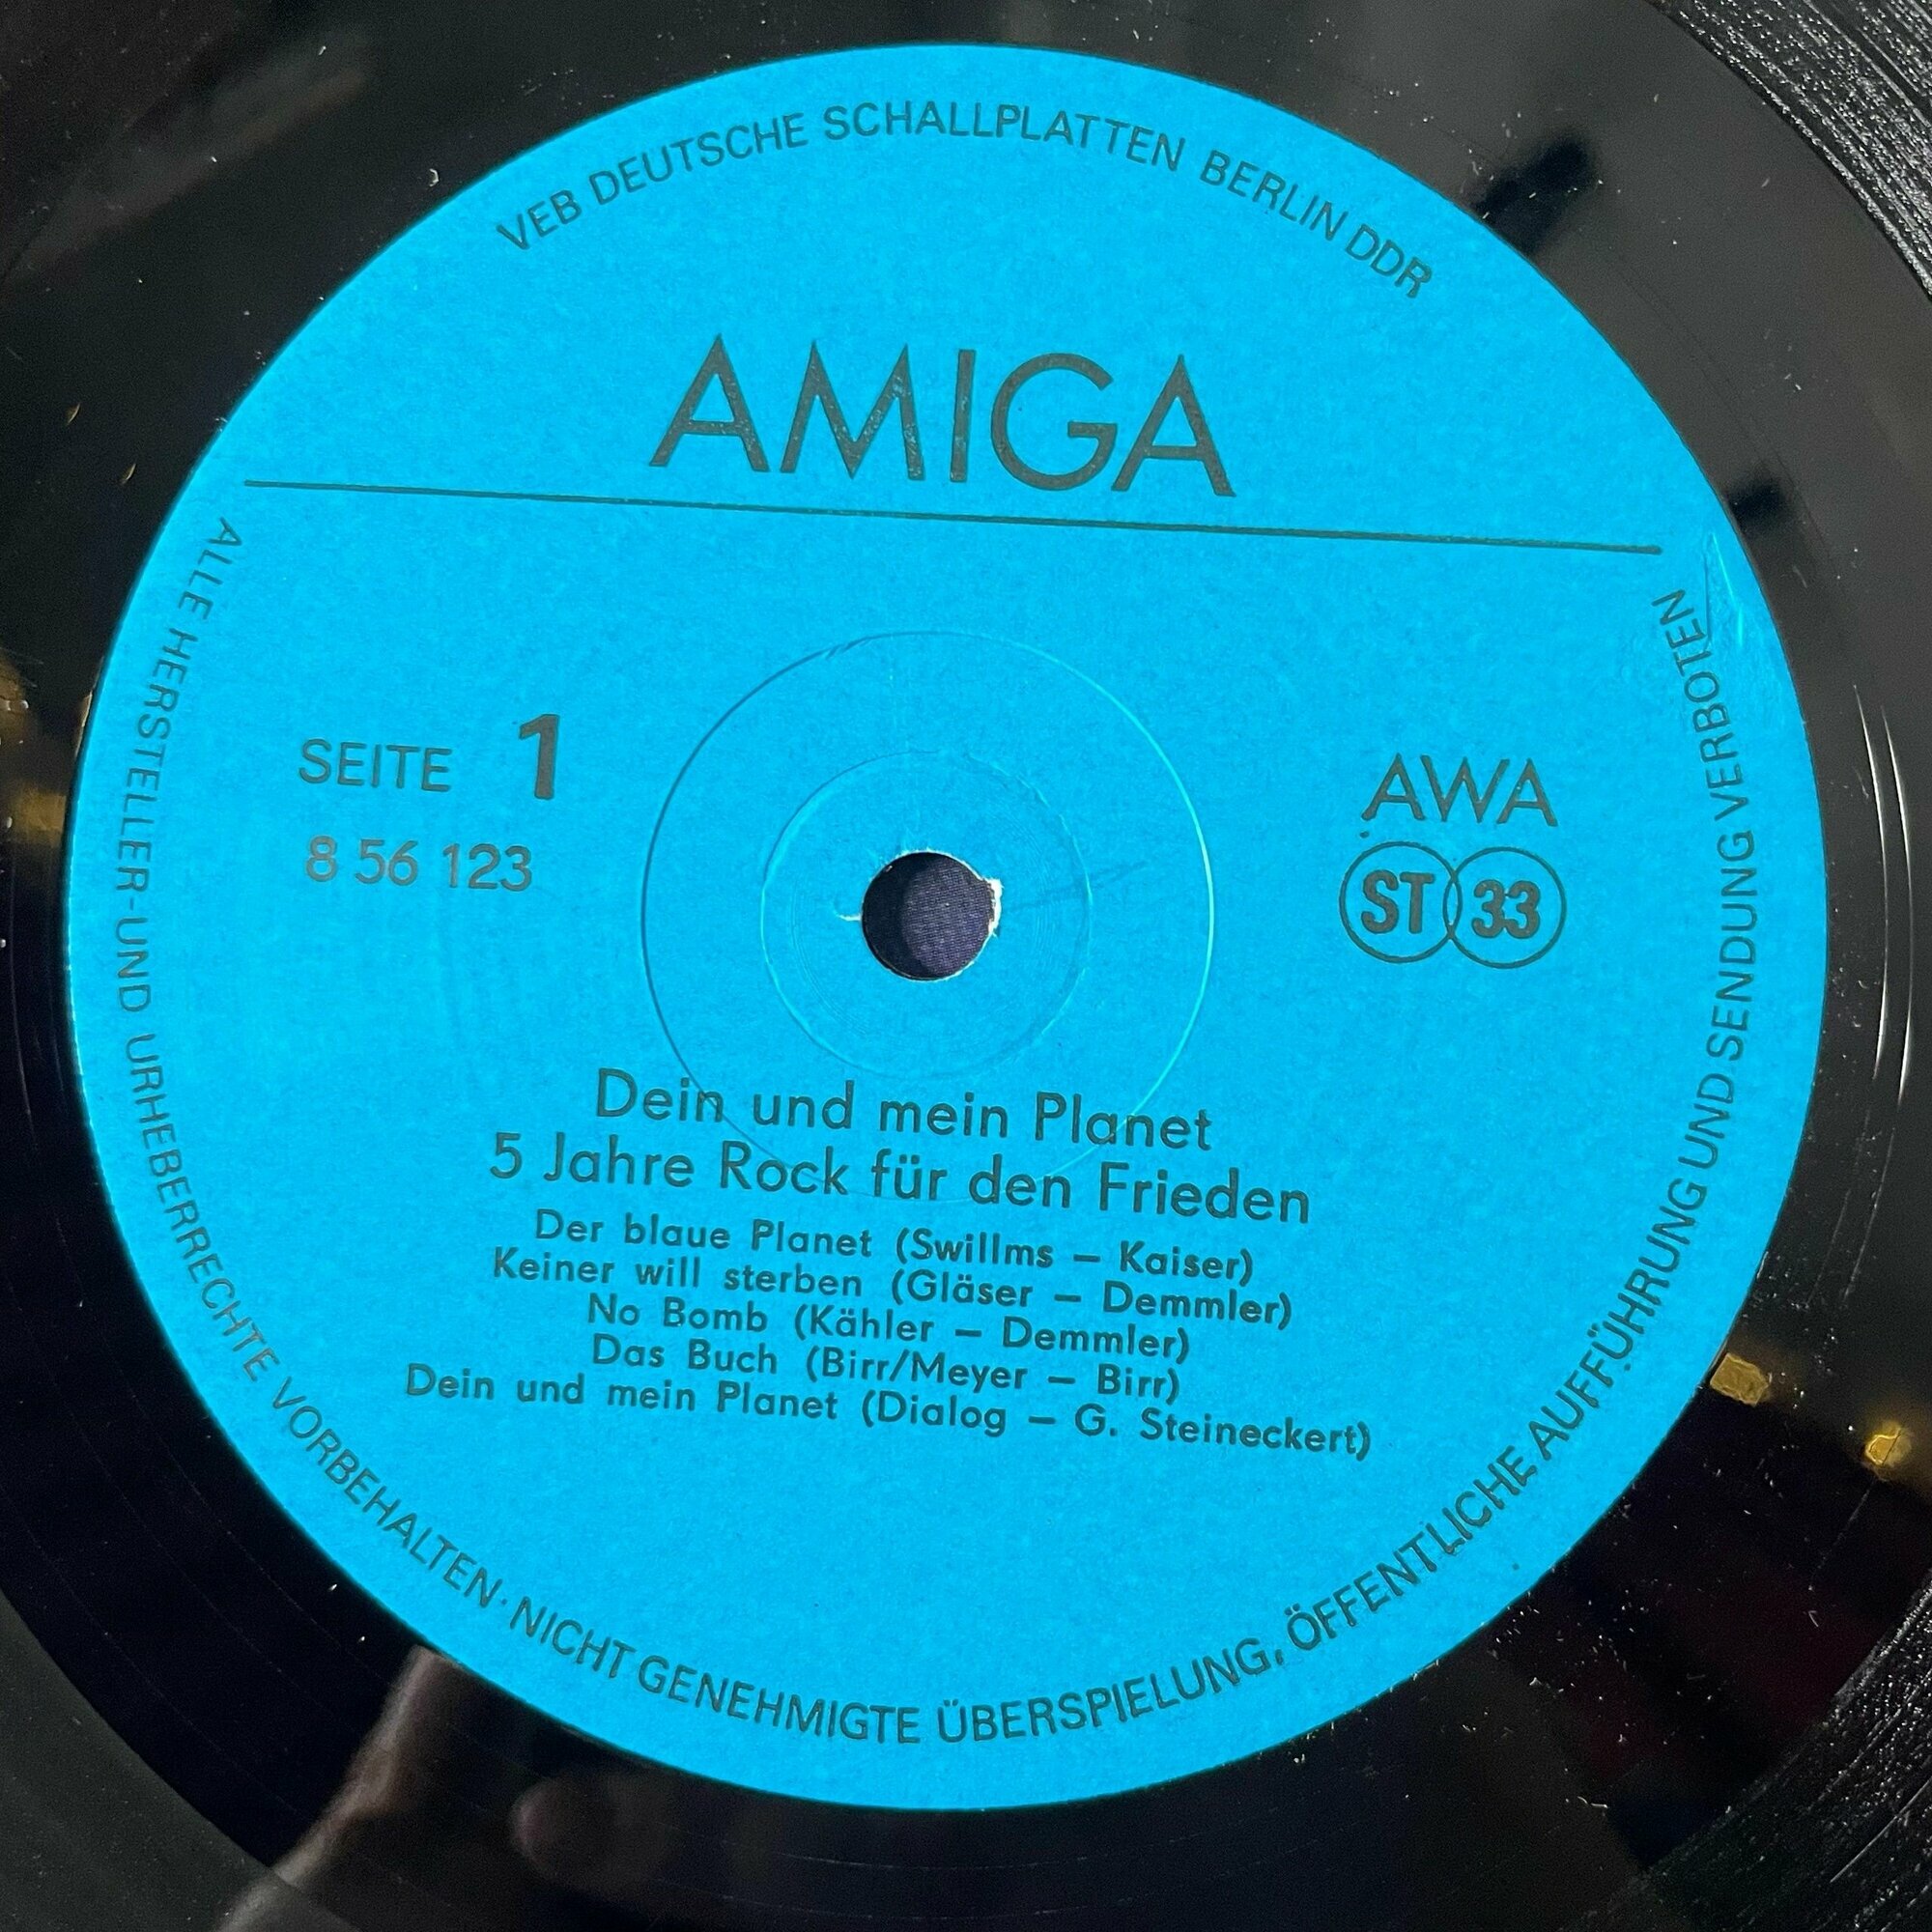 VEB DEUTSCHE SCHALLPLATTEN BERLIN DDR
AMIGA
SEITE 1
8 56 123
AWA
ST 33
Dein und mein Planet
5 Jahre Rock für den Frieden
Der blaue Planet (Swillms – Kaiser)
Keiner will sterben (Gläser – Demmler)
No Bomb (Kähler – Demmler)
Das Buch (Birr/Meyer – Birr)
Dein und mein Planet (Dialog – G. Steineckert)
ALLE HERSTELLER-UND URHEBERRECHTE VORBEHALTEN · NICHT GENEHMIGTE ÜBERSPIELUNG, ÖFFENTLICHE AUFFÜHRUNG UND SENDUNG VERBOTEN